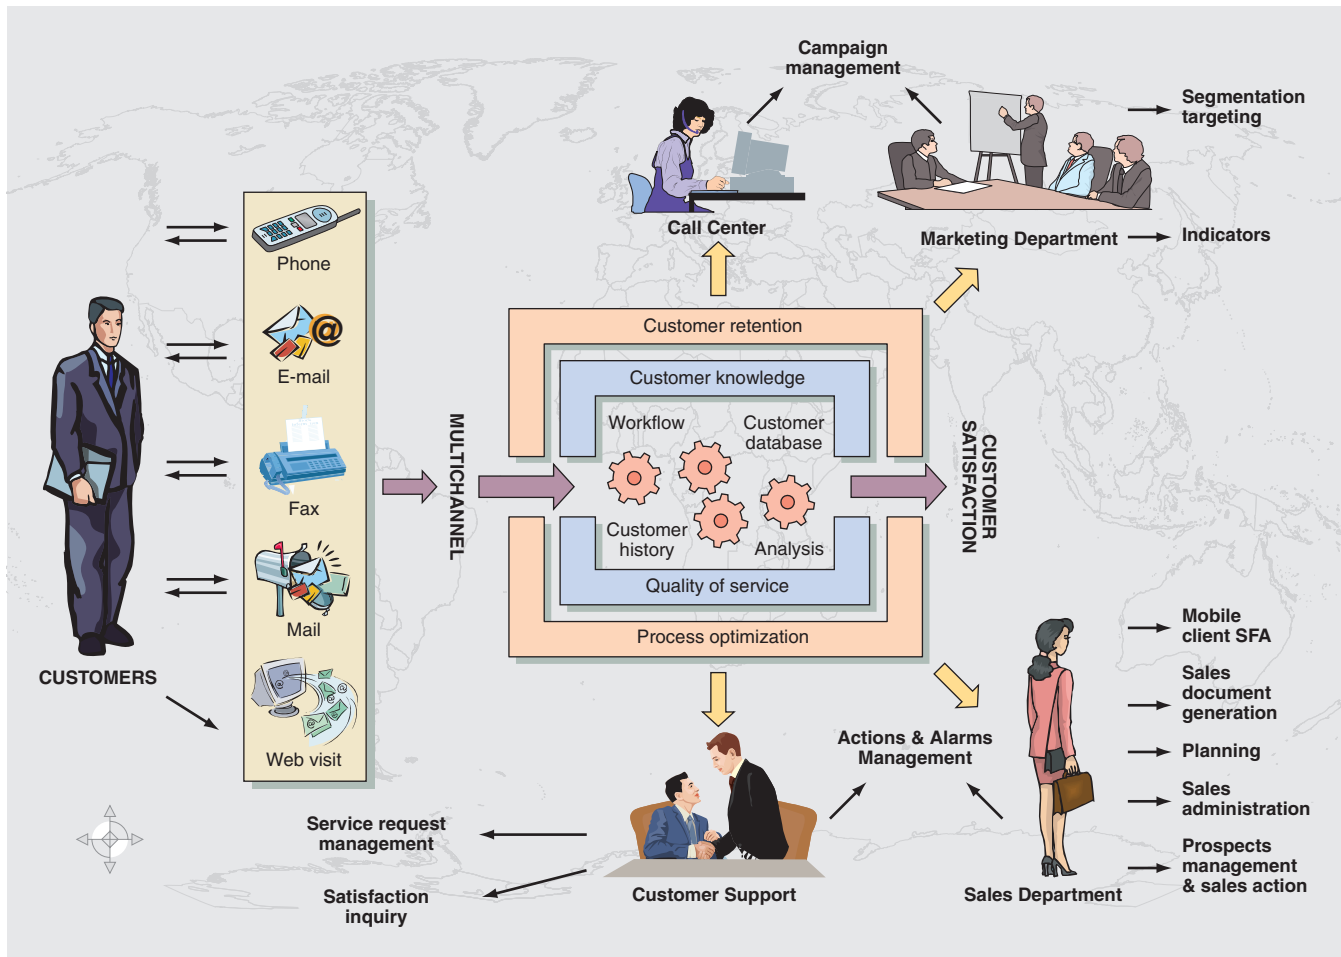 Campaign
management
Segmentation
targeting
Call Center
Marketing Department
Indicators
Phone
E-mail
Fax
Mail
Web visit
CUSTOMERS
MULTICHANNEL
Customer retention
Customer knowledge
Workflow
Customer
database
Customer
history
Analysis
Quality of service
Process optimization
CUSTOMER
SATISFACTION
Mobile
client SFA
Sales
document
generation
Planning
Sales
administration
Prospects
management
& sales action
Actions & Alarms
Management
Service request
management
Satisfaction
inquiry
Customer Support
Sales Department